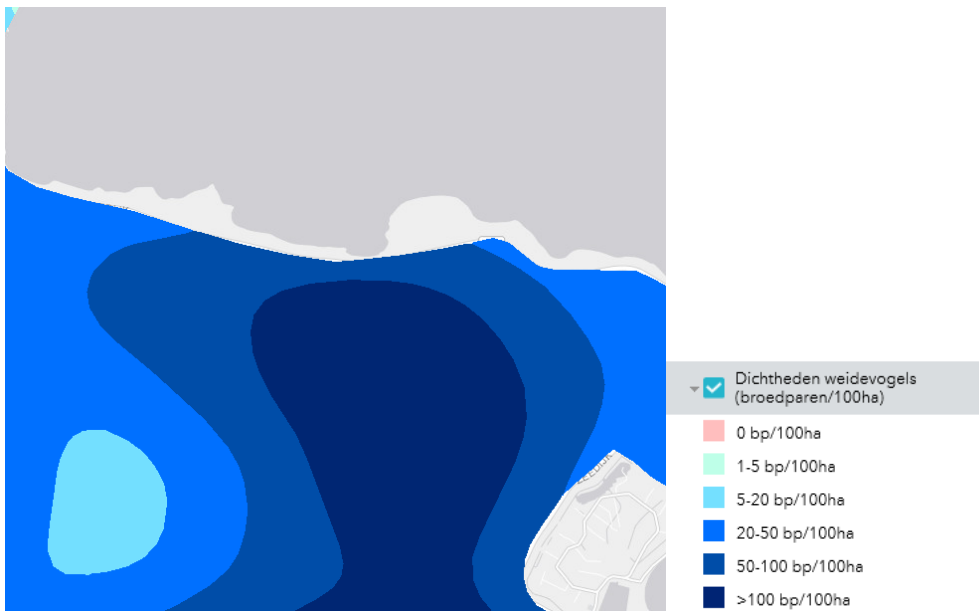 ZEEDIJK
Dichtheden weidevogels
(broedparen/100ha)
0 bp/100ha
1-5 bp/100ha
5-20 bp/100ha
20-50 bp/100ha
50-100 bp/100ha
>100 bp/100ha